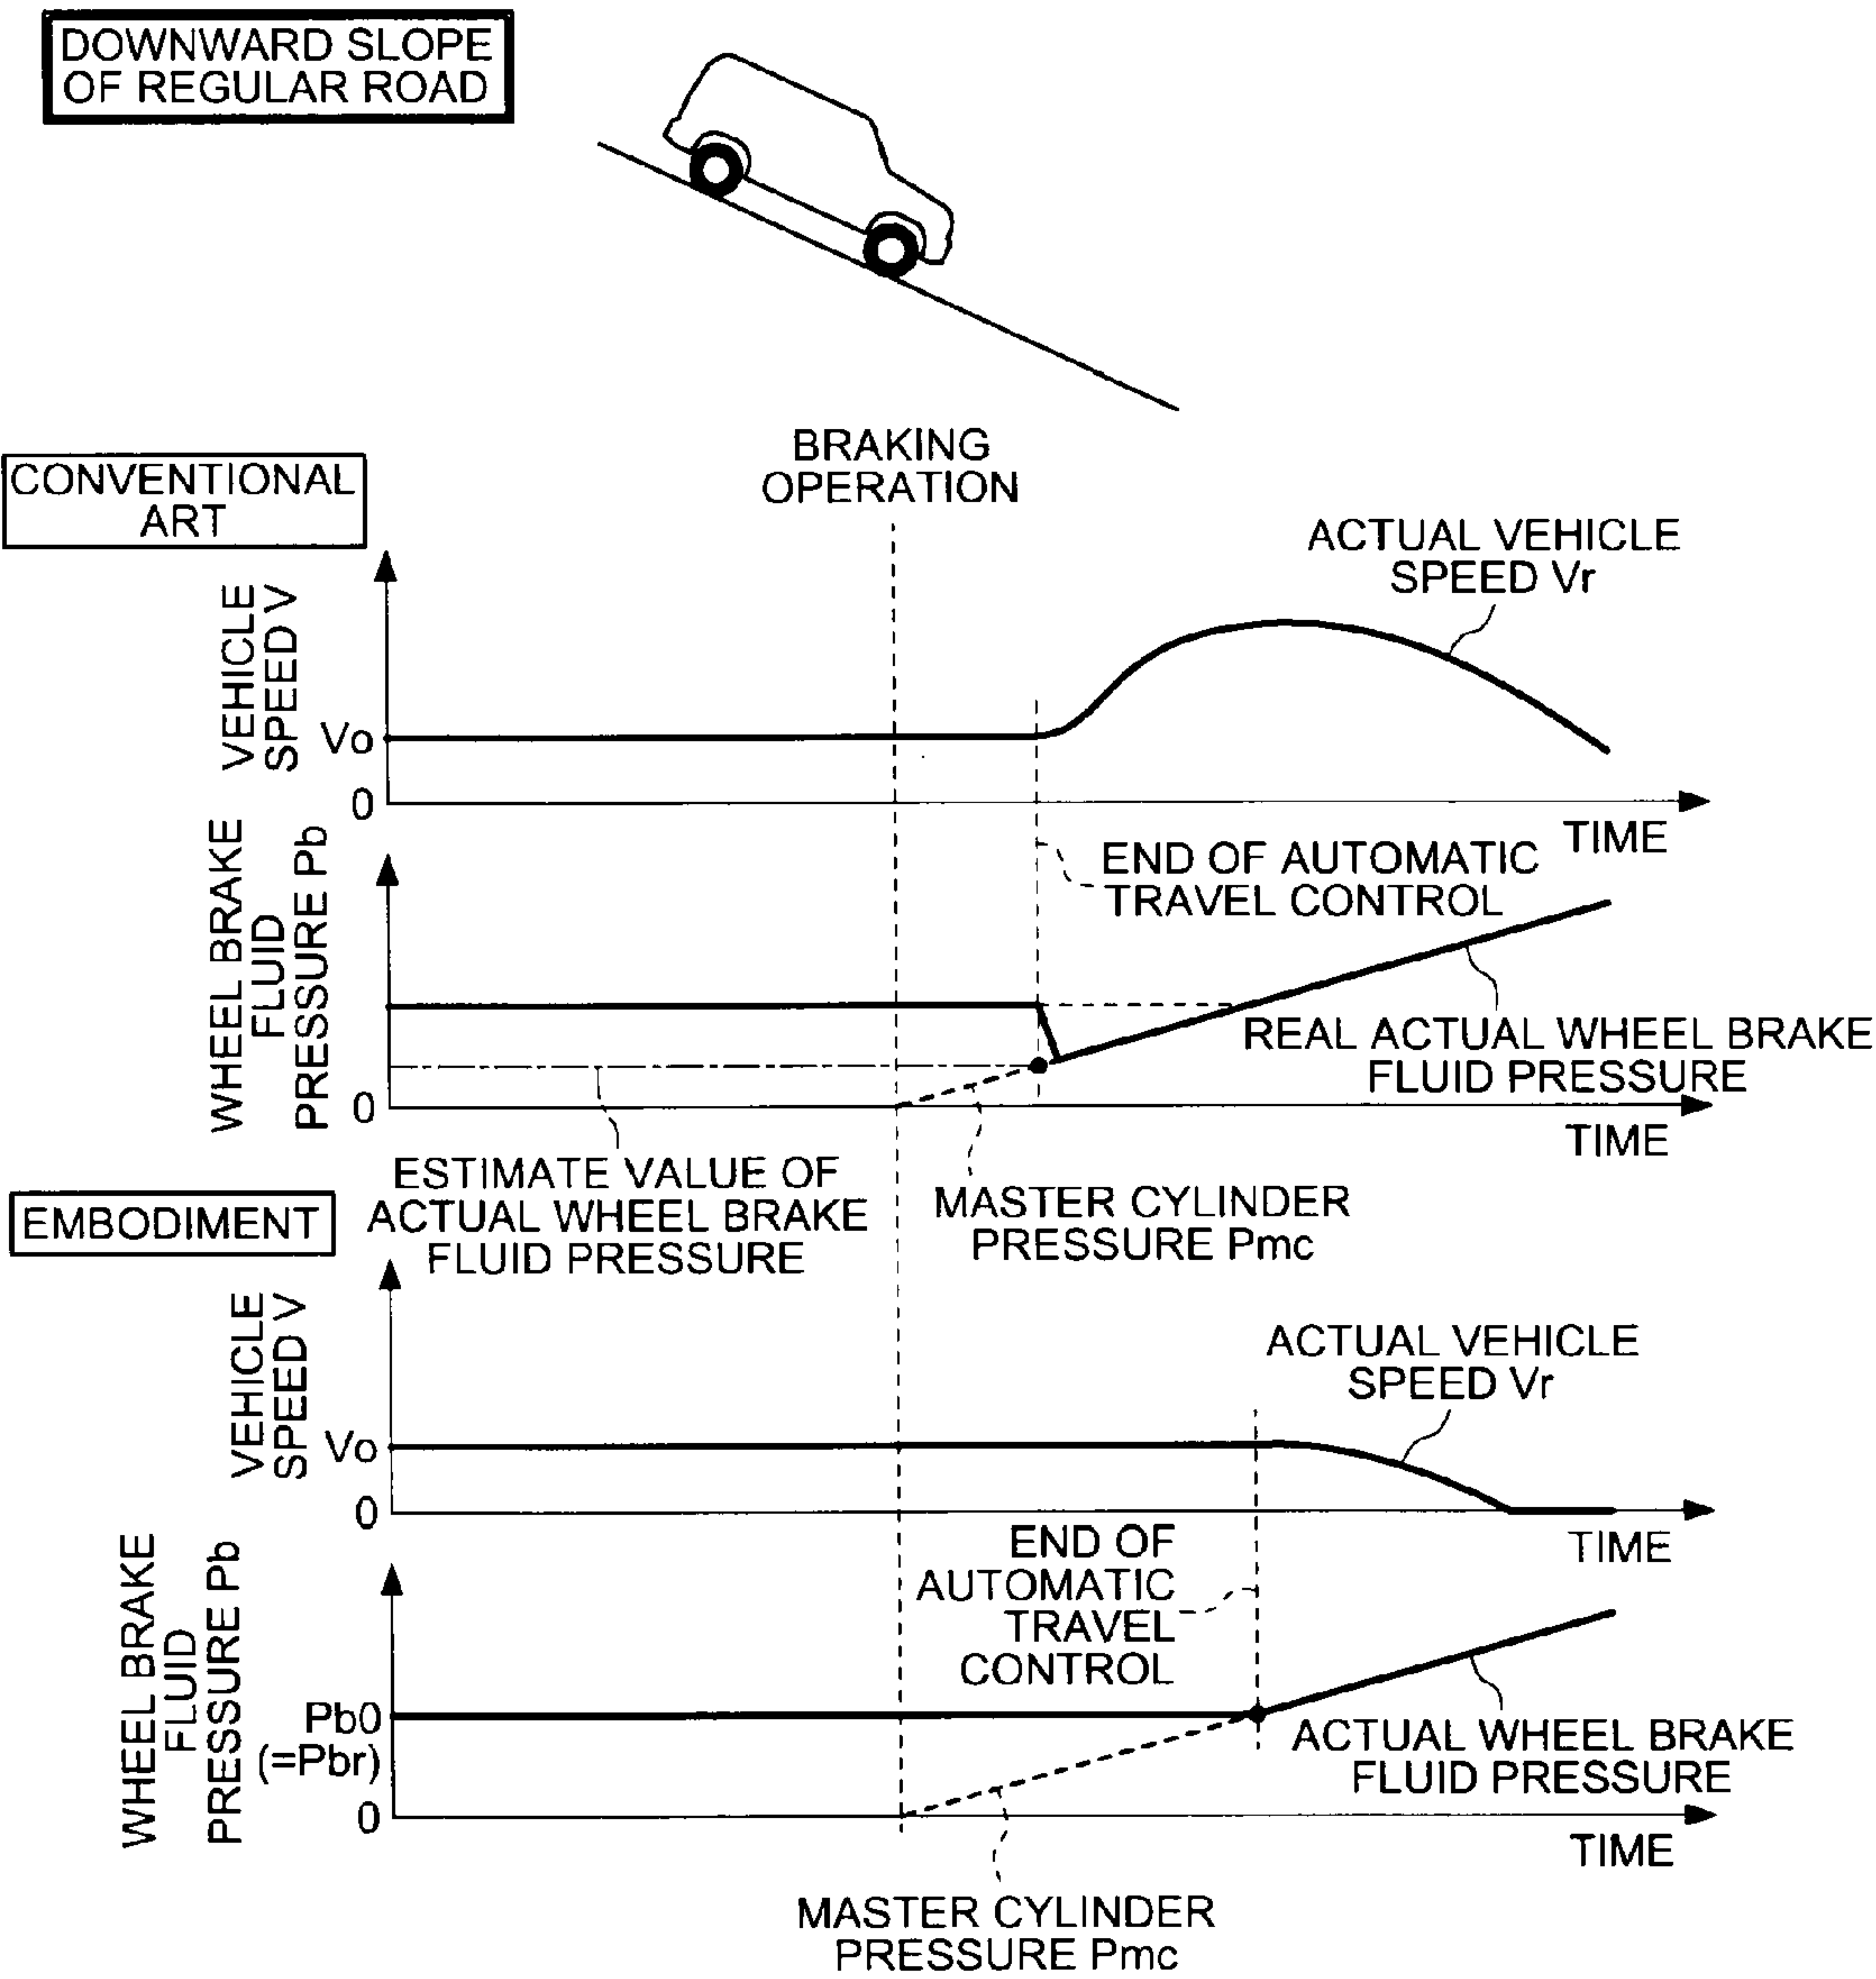 DOWNWARD SLOPE
OF REGULAR ROAD
BRAKING
OPERATION
CONVENTIONAL
ART
ACTUAL VEHICLE
SPEED Vr
VEHICLE
SPEED V
Vo
0
TIME
END OF AUTOMATIC
TRAVEL CONTROL
WHEEL BRAKE
FLUID
PRESSURE Pb
REAL ACTUAL WHEEL BRAKE
FLUID PRESSURE
0
TIME
ESTIMATE VALUE OF
ACTUAL WHEEL BRAKE
FLUID PRESSURE
MASTER CYLINDER
PRESSURE Pmc
EMBODIMENT
VEHICLE
SPEED V
ACTUAL VEHICLE
SPEED Vr
Vo
0
TIME
END OF
AUTOMATIC
TRAVEL
CONTROL
WHEEL BRAKE
FLUID
PRESSURE Pb
Pb0
(=Pbr)
ACTUAL WHEEL BRAKE
FLUID PRESSURE
0
TIME
MASTER CYLINDER
PRESSURE Pmc